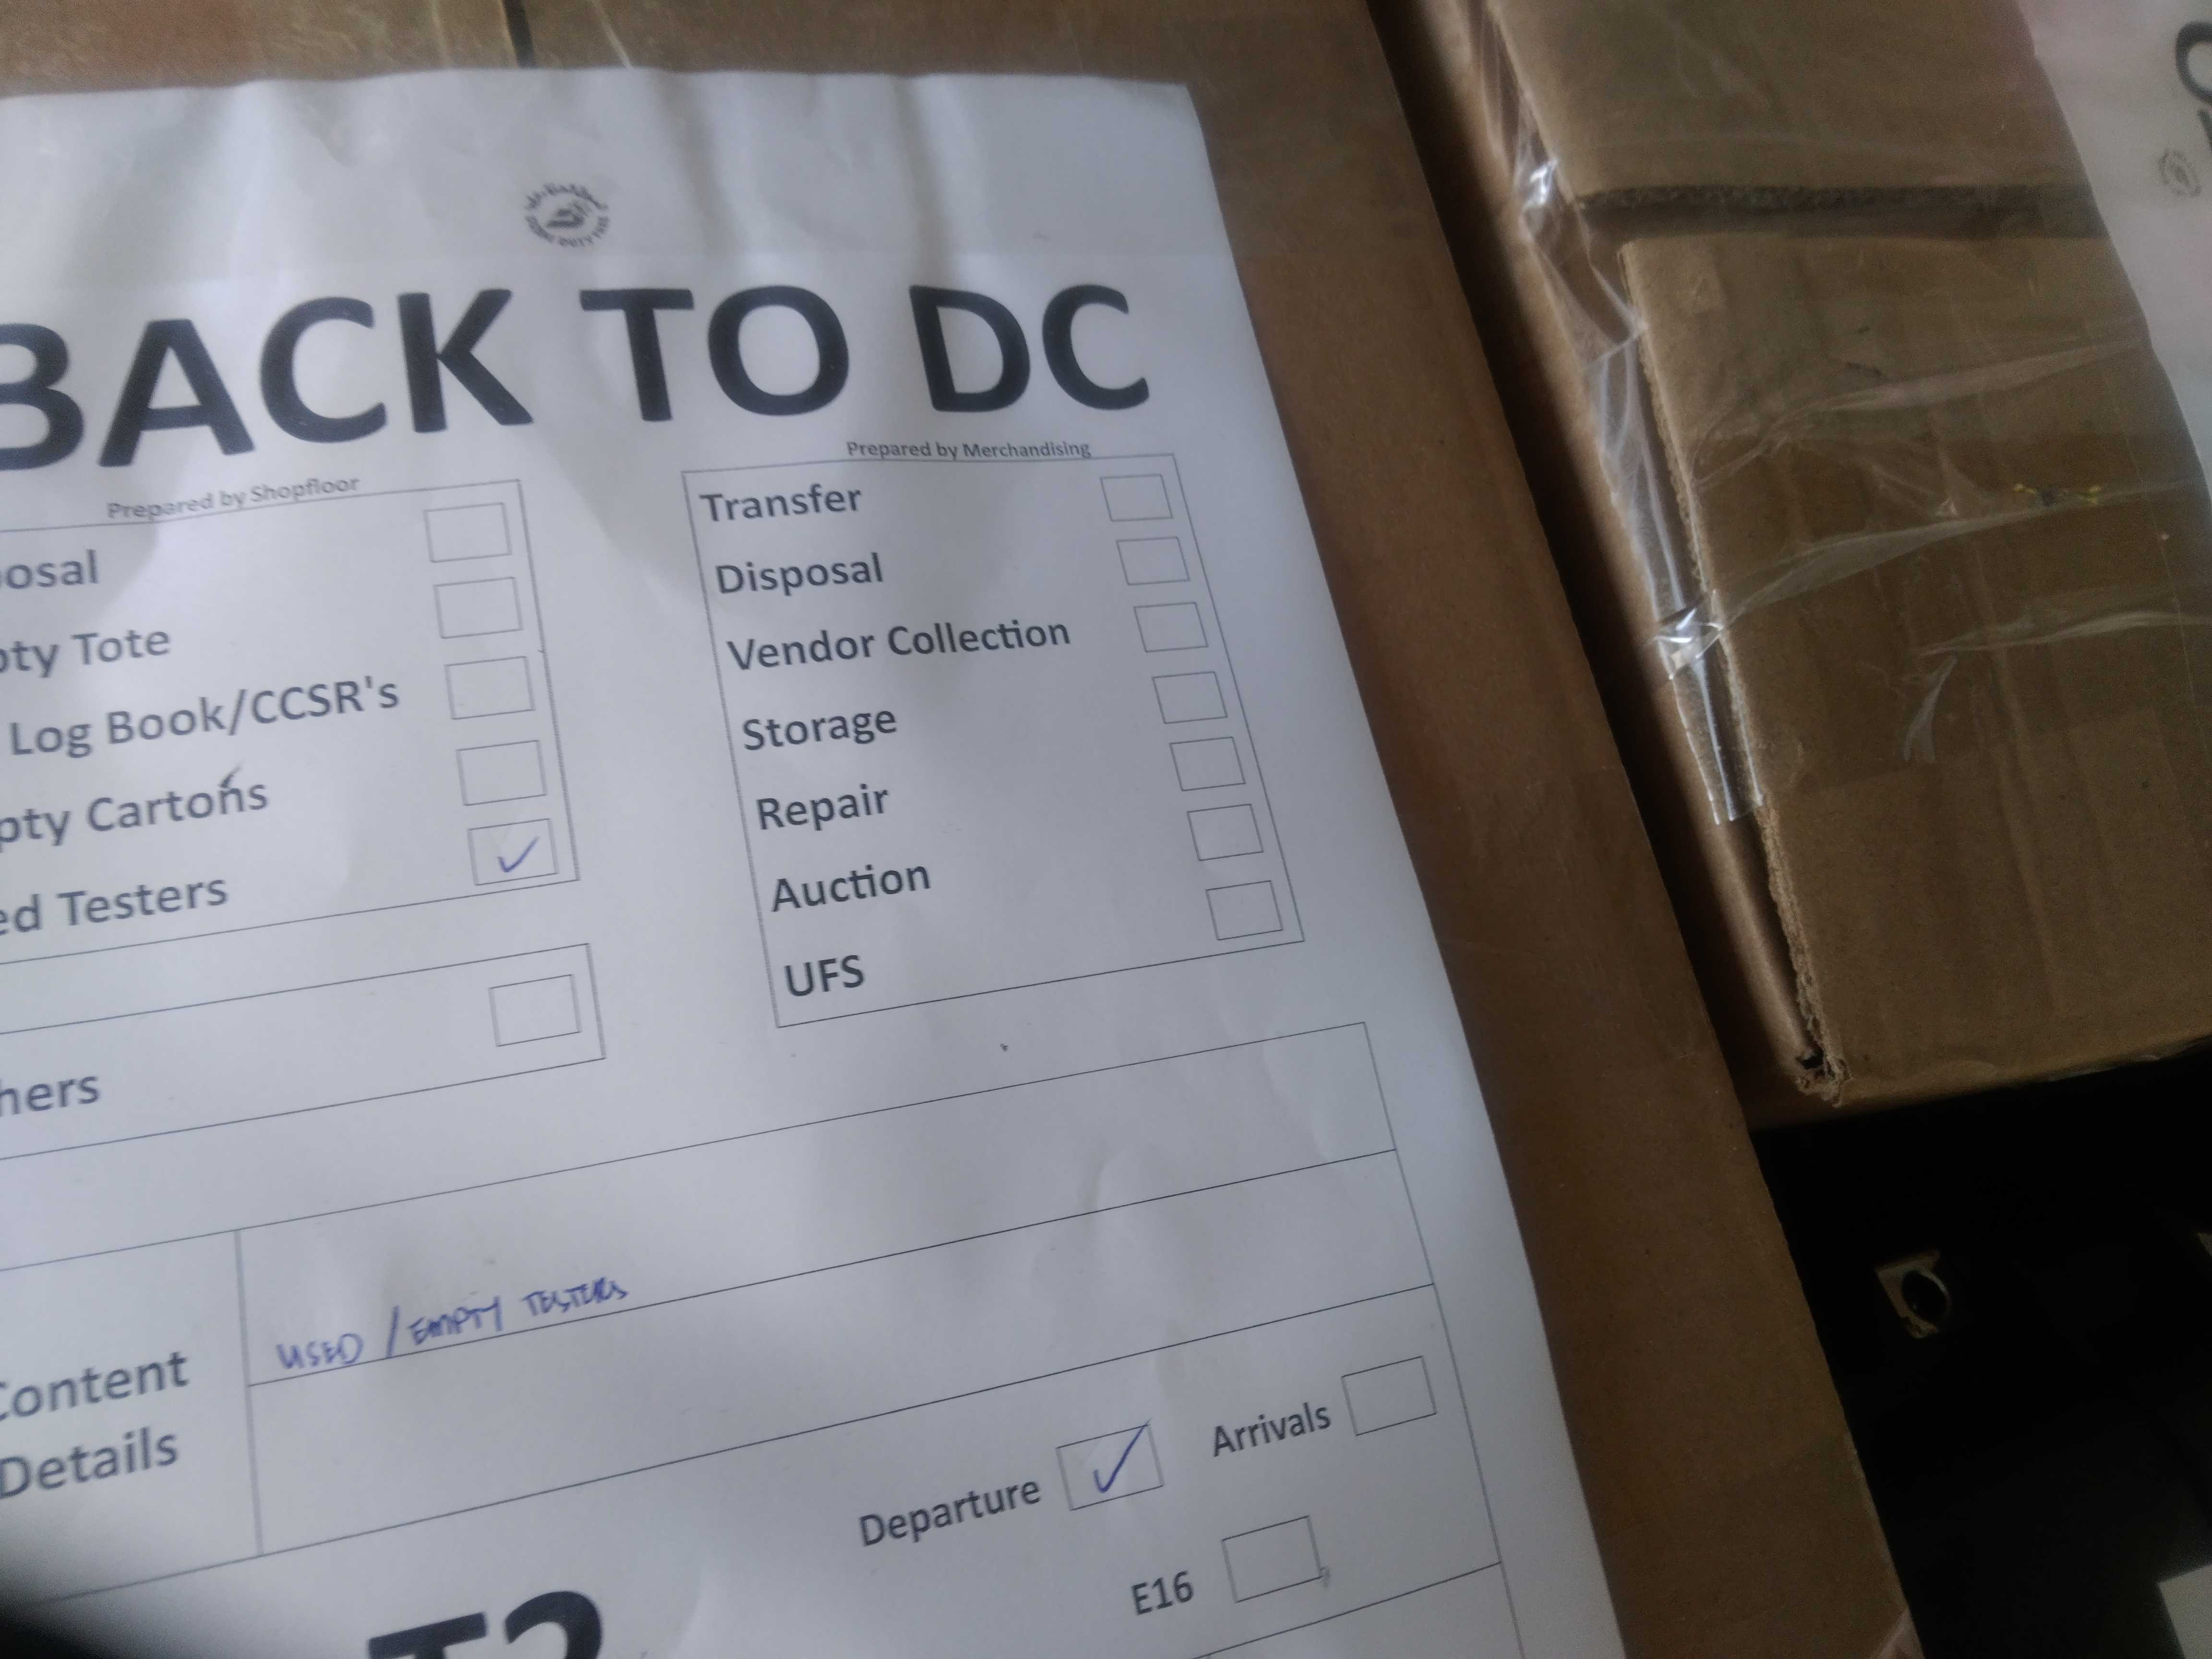 BACK TO DC
Prepared by Shopfloor
osal
pty Tote
Log Book/CCSR's
pty Cartons
ed Testers
hers
Prepared by Merchandising
Transfer
Disposal
Vendor Collection
Storage
Repair
Auction
UFS
Content
Details
USED / EMPTY TESTERS
Departure
Arrivals
E16